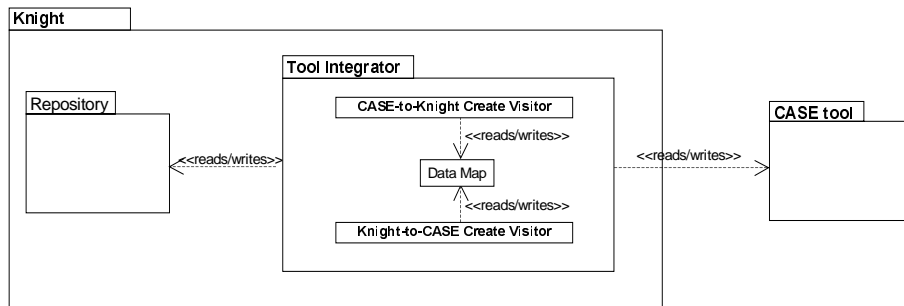 Knight
Tool Integrator
Repository
CASE-to-Knight Create Visitor
CASE tool
<<reads/writes>>
<<reads/writes>>
<<reads/writes>>
Data Map
<<reads/writes>>
Knight-to-CASE Create Visitor